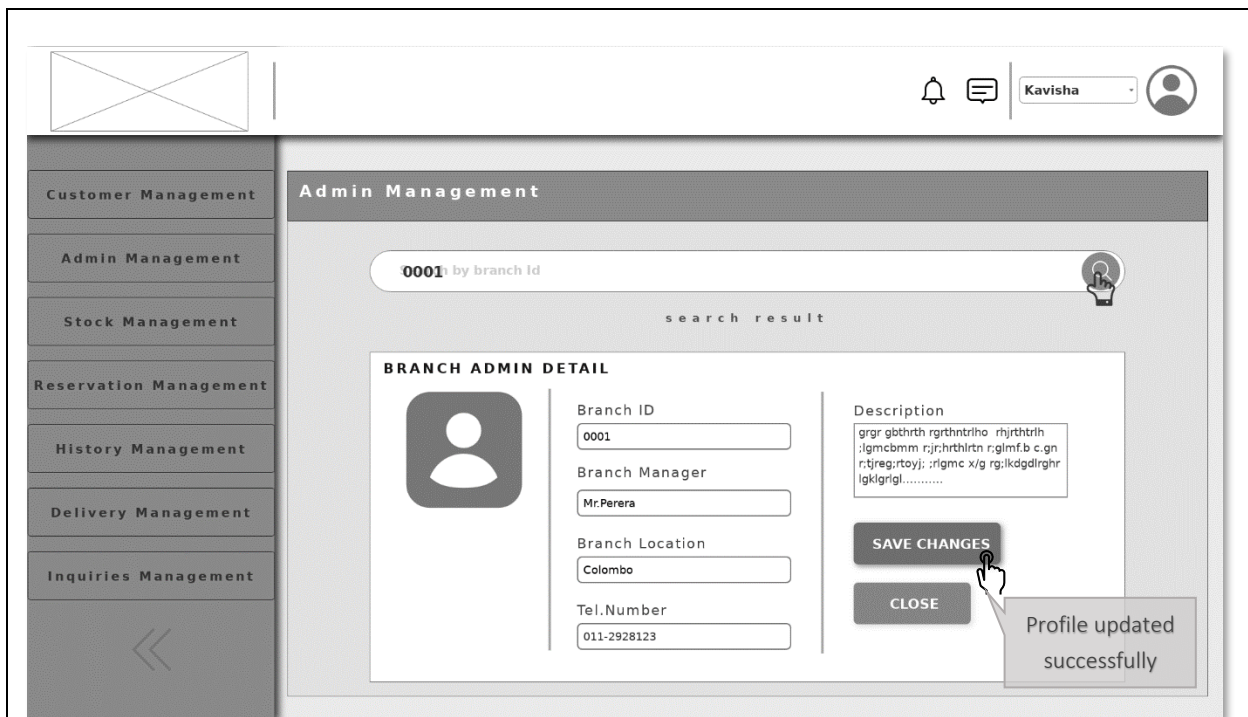 Kavisha
Customer Management
Admin Management
Stock Management
Reservation Management
History Management
Delivery Management
Inquiries Management
Admin Management
0001 by branch Id
search result
BRANCH ADMIN DETAIL
Branch ID
0001
Branch Manager
Mr.Perera
Branch Location
Colombo
Tel.Number
011-2928123
Description
grgr gbthrth rgrthntrlho rhjrthtrlh
;lgmcbmm r;jr;hrthlrtn r;glmf.b c.gn
r;tjreg;rtoyj; ;rlgmc x/g rg;lkdgdlrghr
lgklgrlgl...........
SAVE CHANGES
CLOSE
Profile updated
successfully